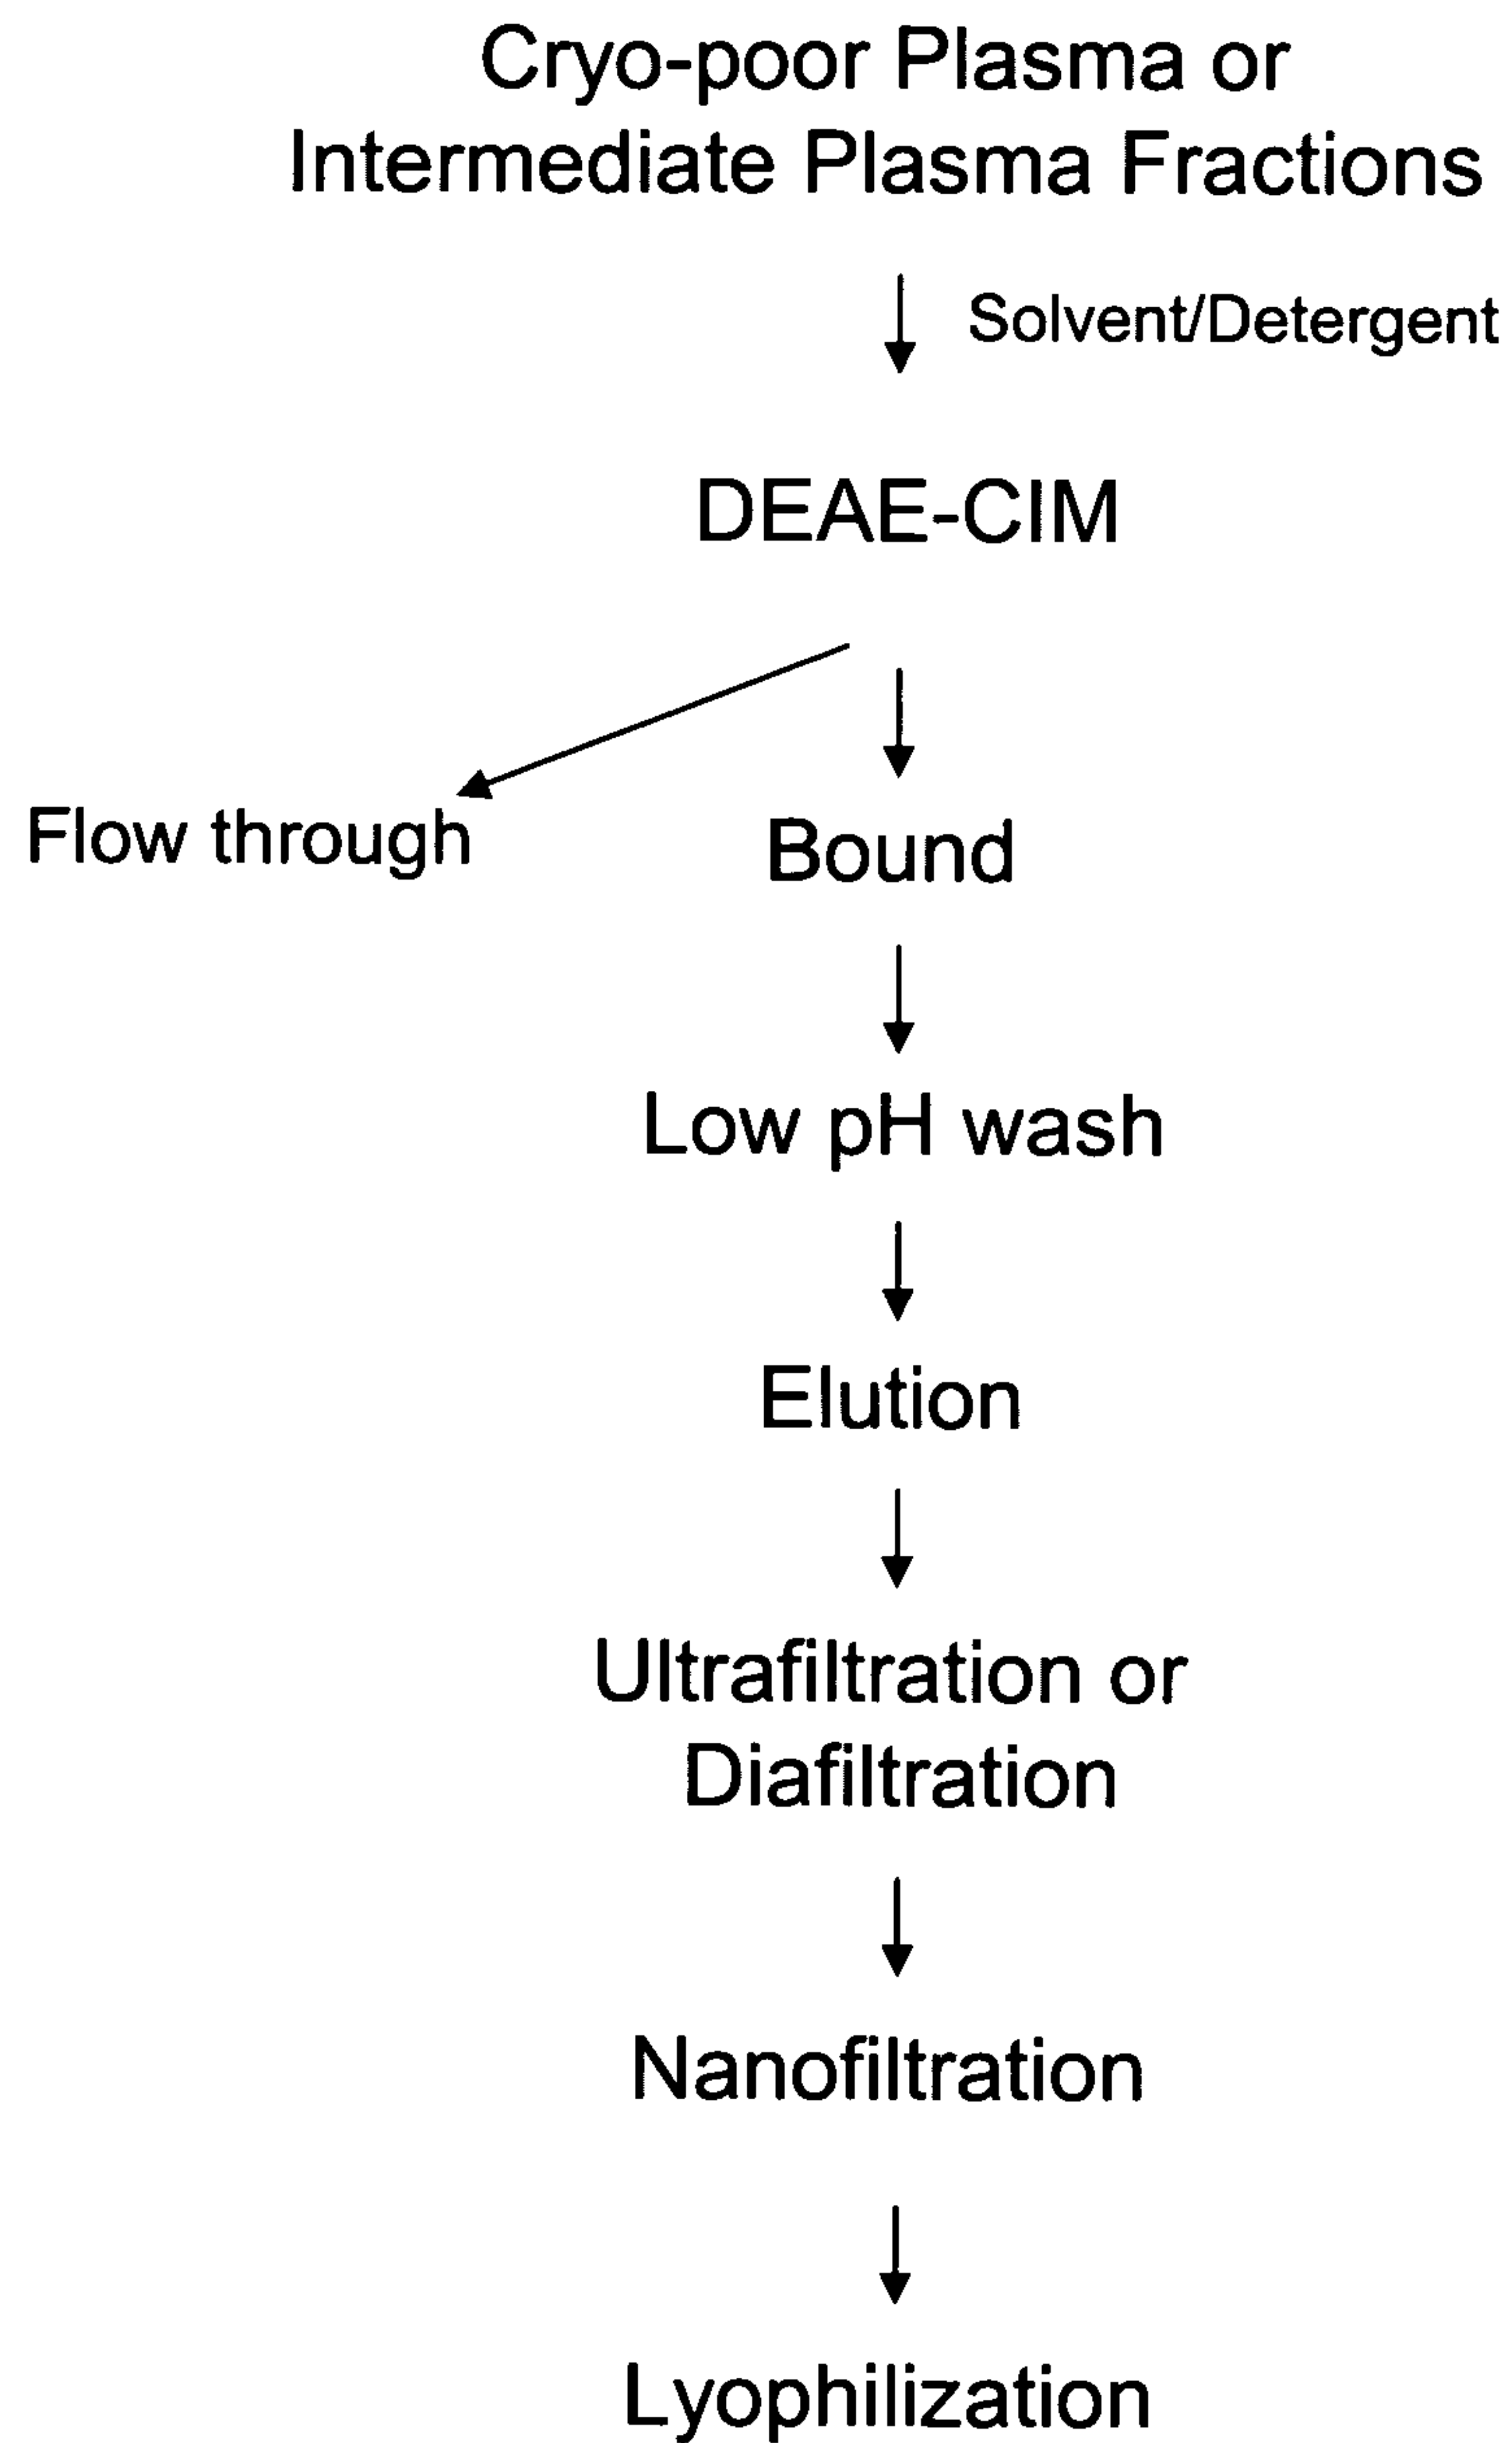 Cryo-poor Plasma or
Intermediate Plasma Fractions
Solvent/Detergent
DEAE-CIM
Flow through
Bound
Low pH wash
Elution
Ultrafiltration or
Diafiltration
Nanofiltration
Lyophilization